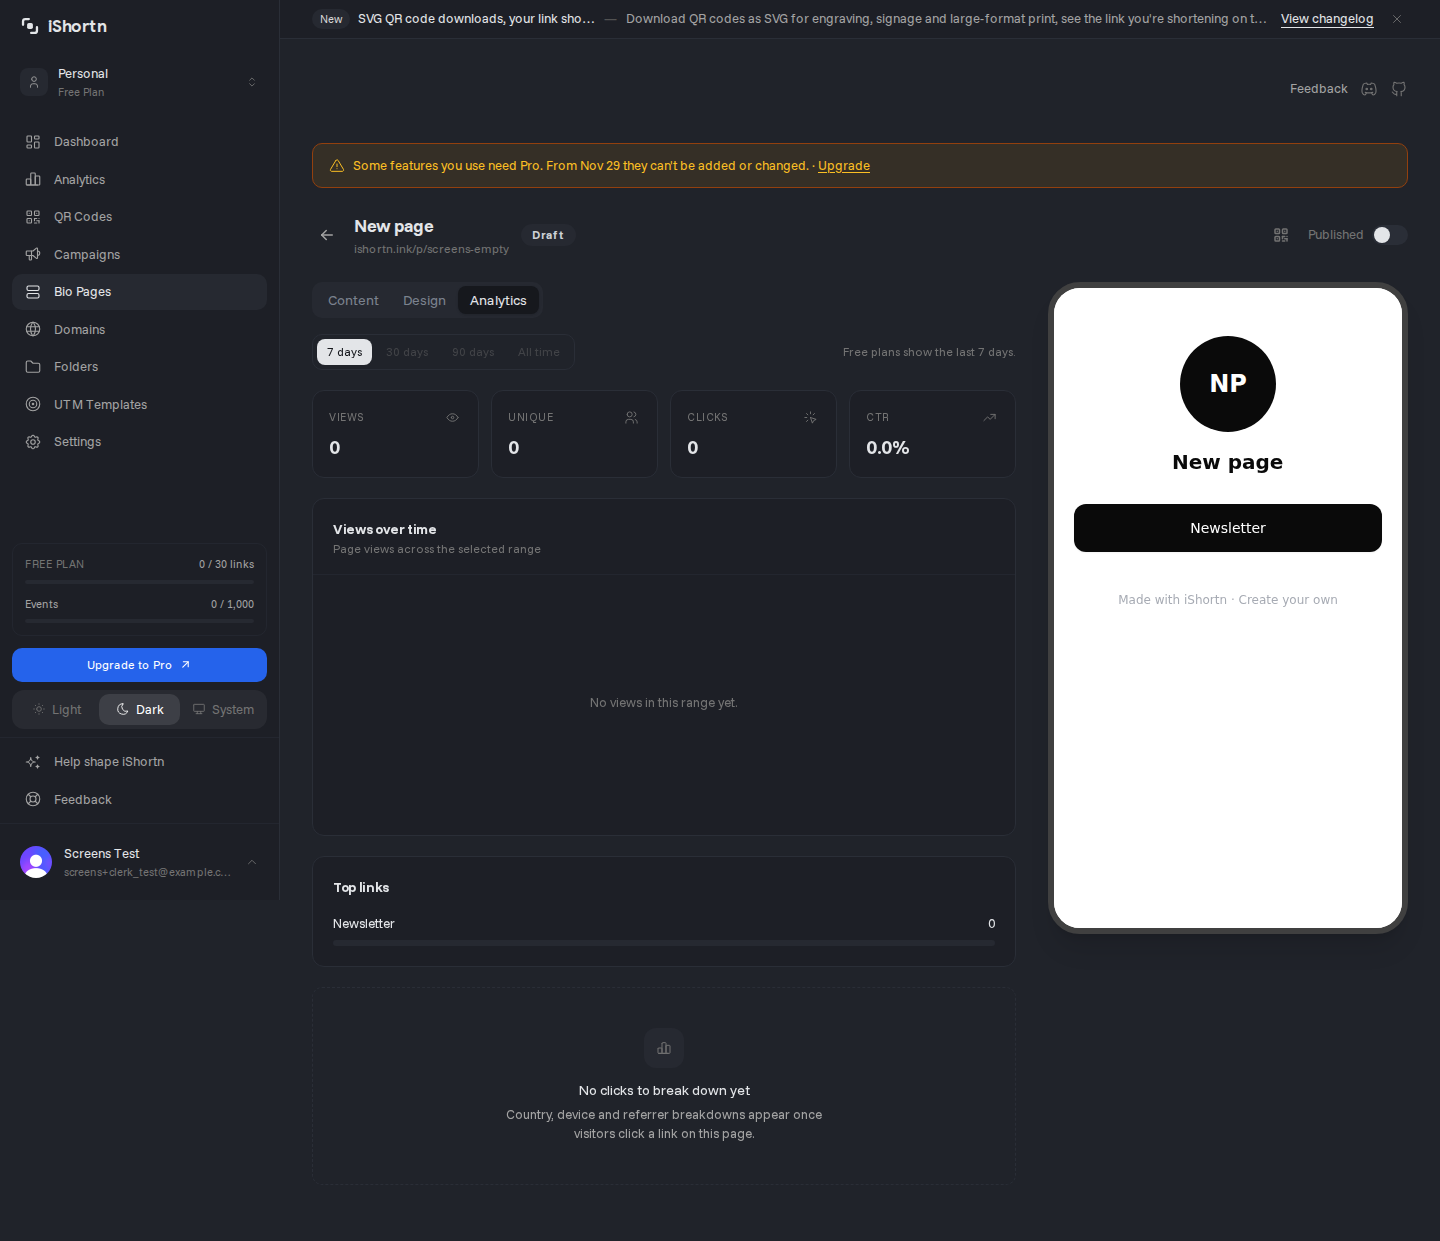 iShortn
Personal
Free Plan
Dashboard
Analytics
QR Codes
Campaigns
Bio Pages
Domains
Folders
UTM Templates
Settings
FREE PLAN 0 / 30 links
Events 0 / 1,000
Upgrade to Pro
Light Dark System
Help shape iShortn
Feedback
Screens Test
screens+clerk_test@example.c...
New SVG QR code downloads, your link sho... — Download QR codes as SVG for engraving, signage and large-format print, see the link you're shortening on t... View changelog
Feedback
Some features you use need Pro. From Nov 29 they can't be added or changed. · Upgrade
New page
ishortn.ink/p/screens-empty
Draft
Published
Content Design Analytics
7 days 30 days 90 days All time
Free plans show the last 7 days.
VIEWS UNIQUE CLICKS CTR
0 0 0 0.0%
Views over time
Page views across the selected range
No views in this range yet.
Top links
Newsletter 0
No clicks to break down yet
Country, device and referrer breakdowns appear once
visitors click a link on this page.
NP
New page
Newsletter
Made with iShortn · Create your own